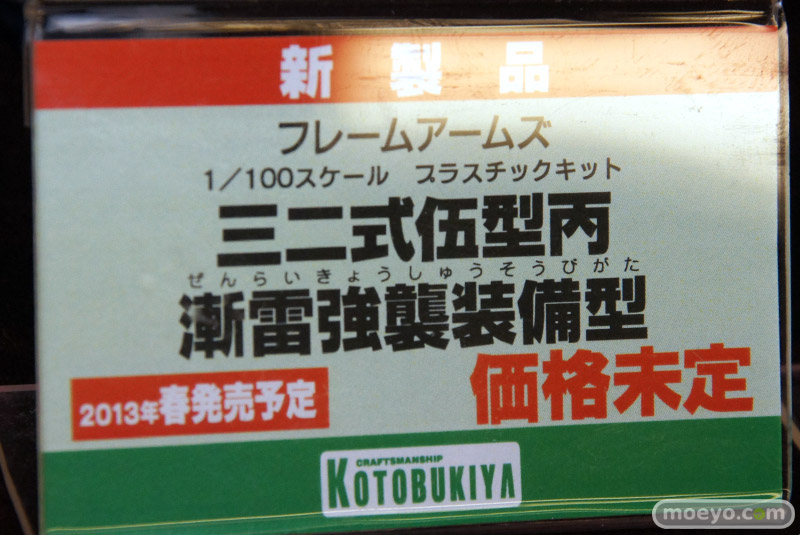 新製品
フレームアームズ
1/100スケール プラスチックキット
三二式伍型丙
ぜんらいきょうしゅうそうびがた
漸雷強襲装備型
価格未定
2013年春発売予定
CRAFTSMANSHIP
KOTOBUKIYA
moeyo.com